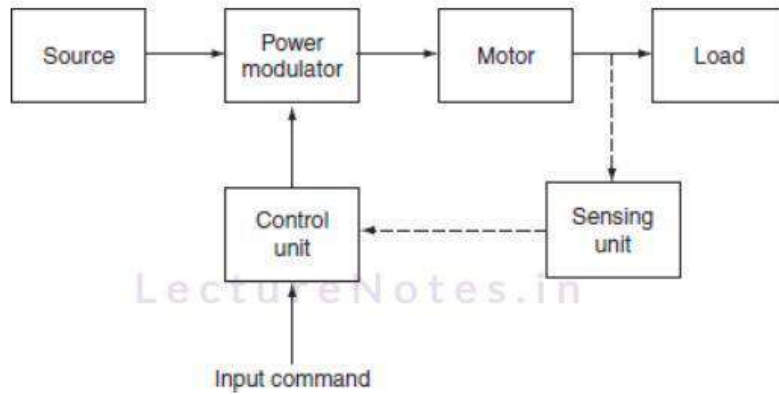 Source
Power
modulator
Motor
Load
Control
unit
Sensing
unit
LectureNotes.in
Input command